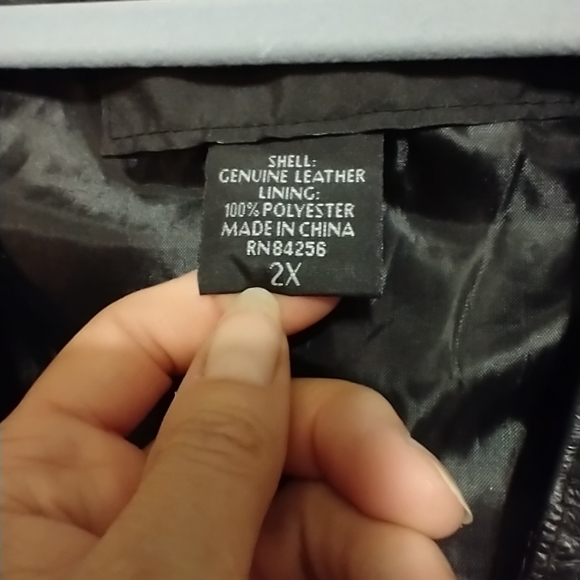 SHELL:
GENUINE LEATHER
LINING:
100% POLYESTER
MADE IN CHINA
RN84256
2X